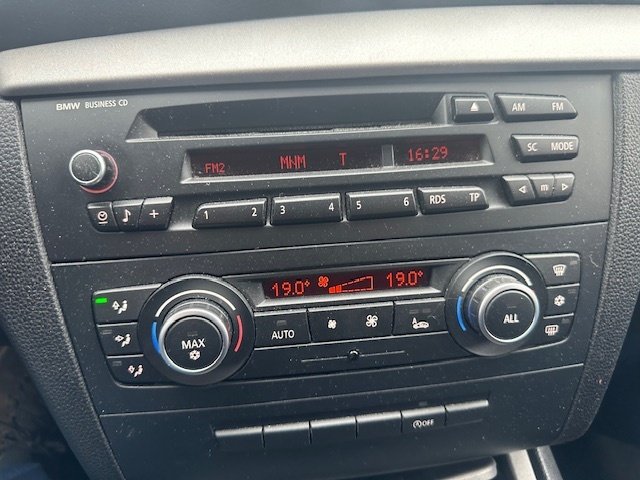 BMW BUSINESS CD
AM FM
FM2 MNM T 16:29
SC MODE
1 2 3 4 5 6 RDS TP
m
19.0° 19.0°
MAX AUTO ALL
OFF